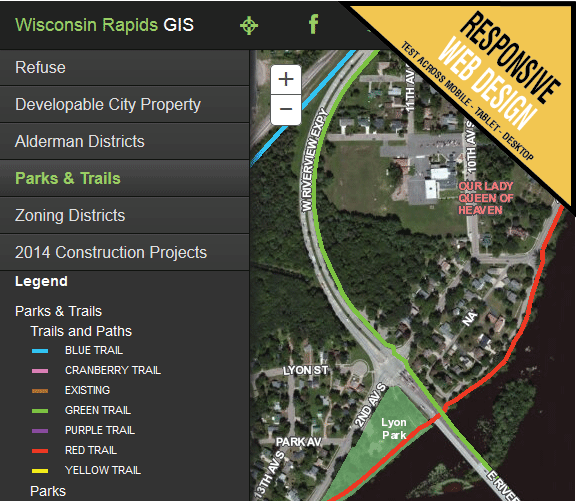 Wisconsin Rapids GIS
f
RESPONSIVE
WEB DESIGN
TEST ACROSS MOBILE - TABLET - DESKTOP
Refuse
Developable City Property
Alderman Districts
Parks & Trails
Zoning Districts
2014 Construction Projects
Legend
Parks & Trails
Trails and Paths
BLUE TRAIL
CRANBERRY TRAIL
EXISTING
GREEN TRAIL
PURPLE TRAIL
RED TRAIL
YELLOW TRAIL
Parks
+
−
W RIVERVIEW EXPY
11TH AV
10TH AV S
OUR LADY
QUEEN OF
HEAVEN
NA
LYON ST
2ND AV S
Lyon
Park
PARK AV
13TH AV S
E RIVER